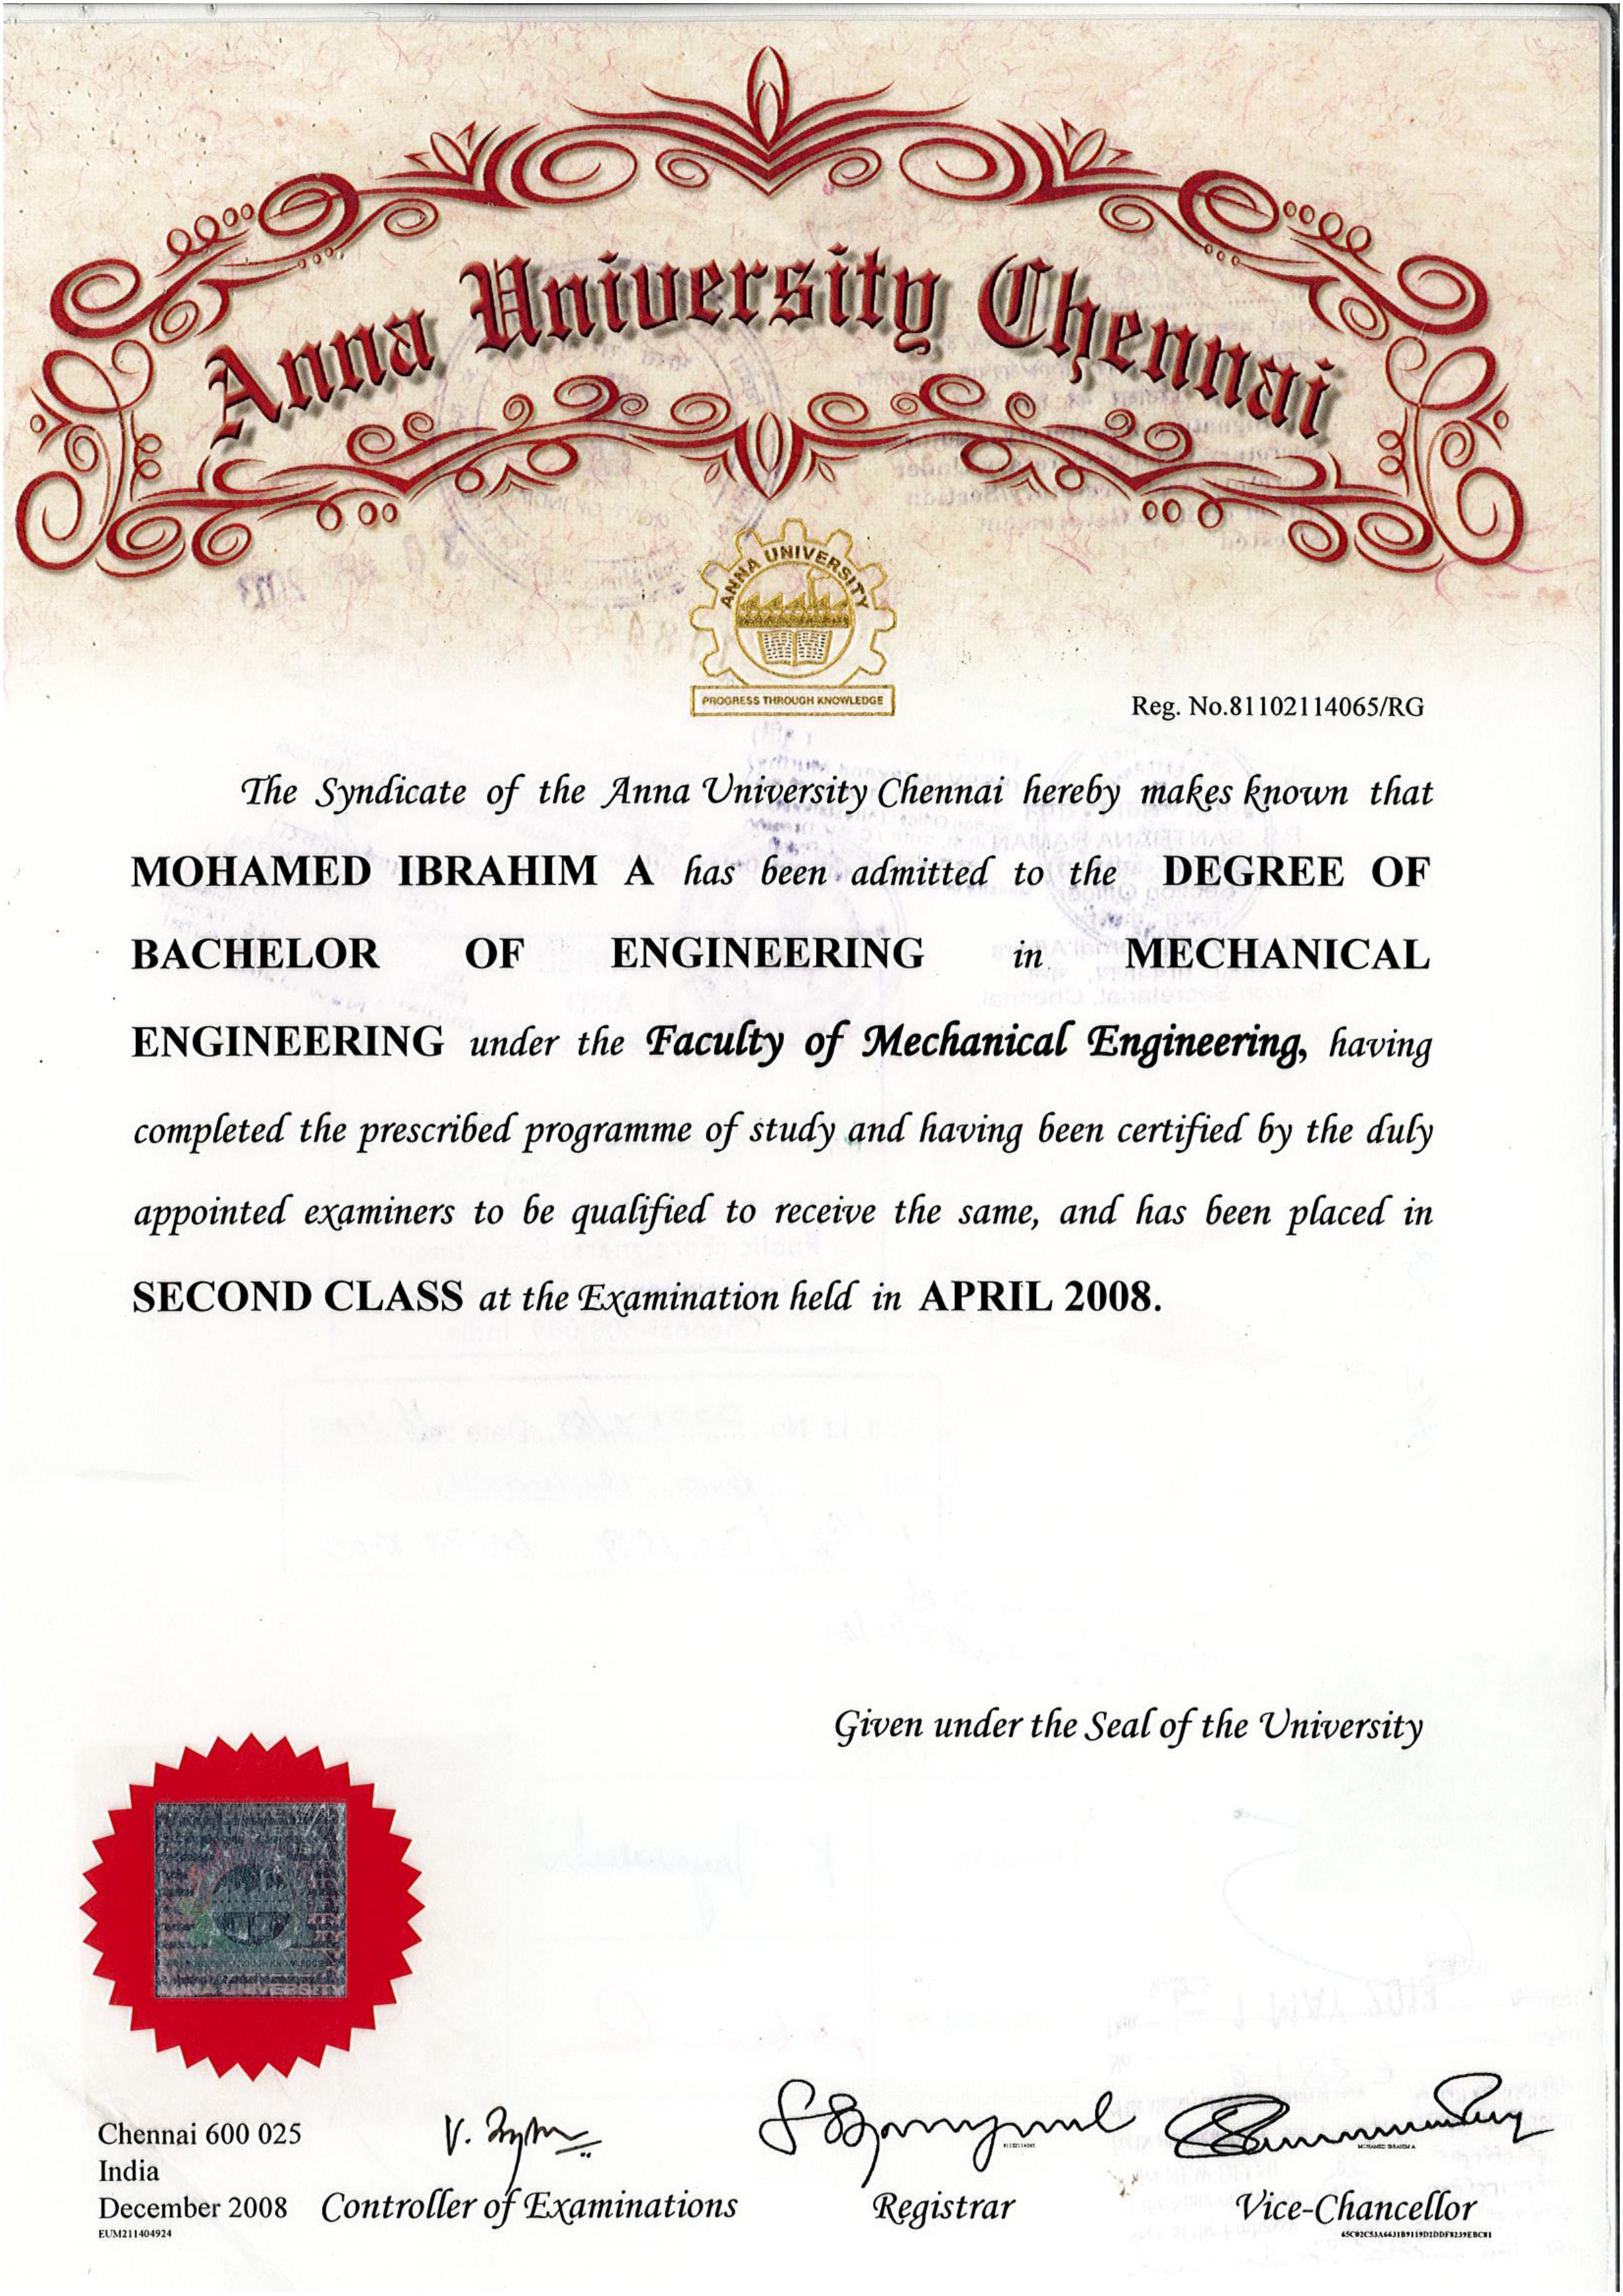 Anna University Chennai
ANNA UNIVERSITY
PROGRESS THROUGH KNOWLEDGE
Reg. No.81102114065/RG
The Syndicate of the Anna University Chennai hereby makes known that
MOHAMED IBRAHIM A has been admitted to the DEGREE OF
BACHELOR OF ENGINEERING in MECHANICAL
ENGINEERING under the Faculty of Mechanical Engineering, having
completed the prescribed programme of study and having been certified by the duly
appointed examiners to be qualified to receive the same, and has been placed in
SECOND CLASS at the Examination held in APRIL 2008.
Given under the Seal of the University
ANNA UNIVERSITY
Chennai 600 025
India
December 2008
EUM211404924
Controller of Examinations
Registrar
MOHAMED IBRAHIM A
Vice-Chancellor